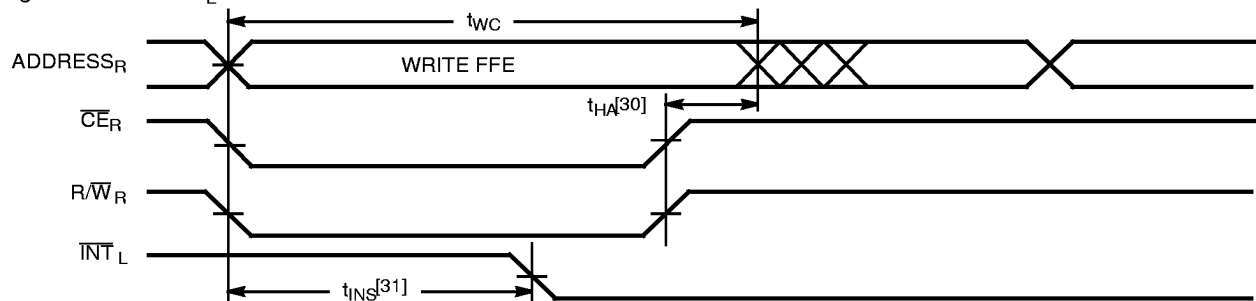 L
tWC
ADDRESSR
WRITE FFE
tHA[30]
CER
R/WR
INTL
tINS[31]